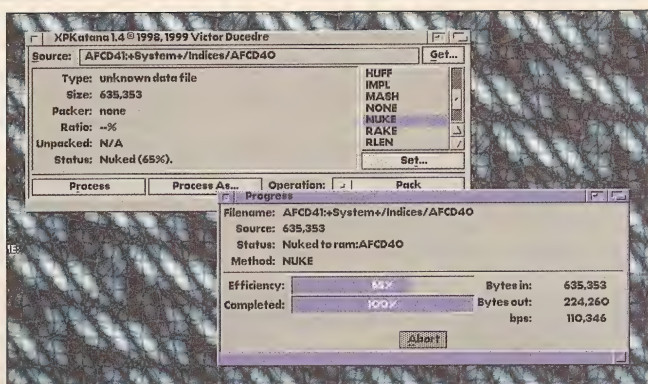 XPKatana 1.4 © 1998, 1999 Victor Ducedre
Source: AFCD41:+System+/Indices/AFCD40 Get...
Type: unknown data file
Size: 635,353
Packer: none
Ratio: --%
Unpacked: N/A
Status: Nuked (65%).
HUFF
IMPL
MASH
NONE
NUKE
RAKE
RLEN
Set...
Process Process As... Operation: Pack
Progress
Filename: AFCD41:+System+/Indices/AFCD40
Source: 635,353
Status: Nuked to ram:AFCD40
Method: NUKE
Efficiency: 65% Bytes in: 635,353
Completed: 100% Bytes out: 224,260
bps: 110,346
Abort